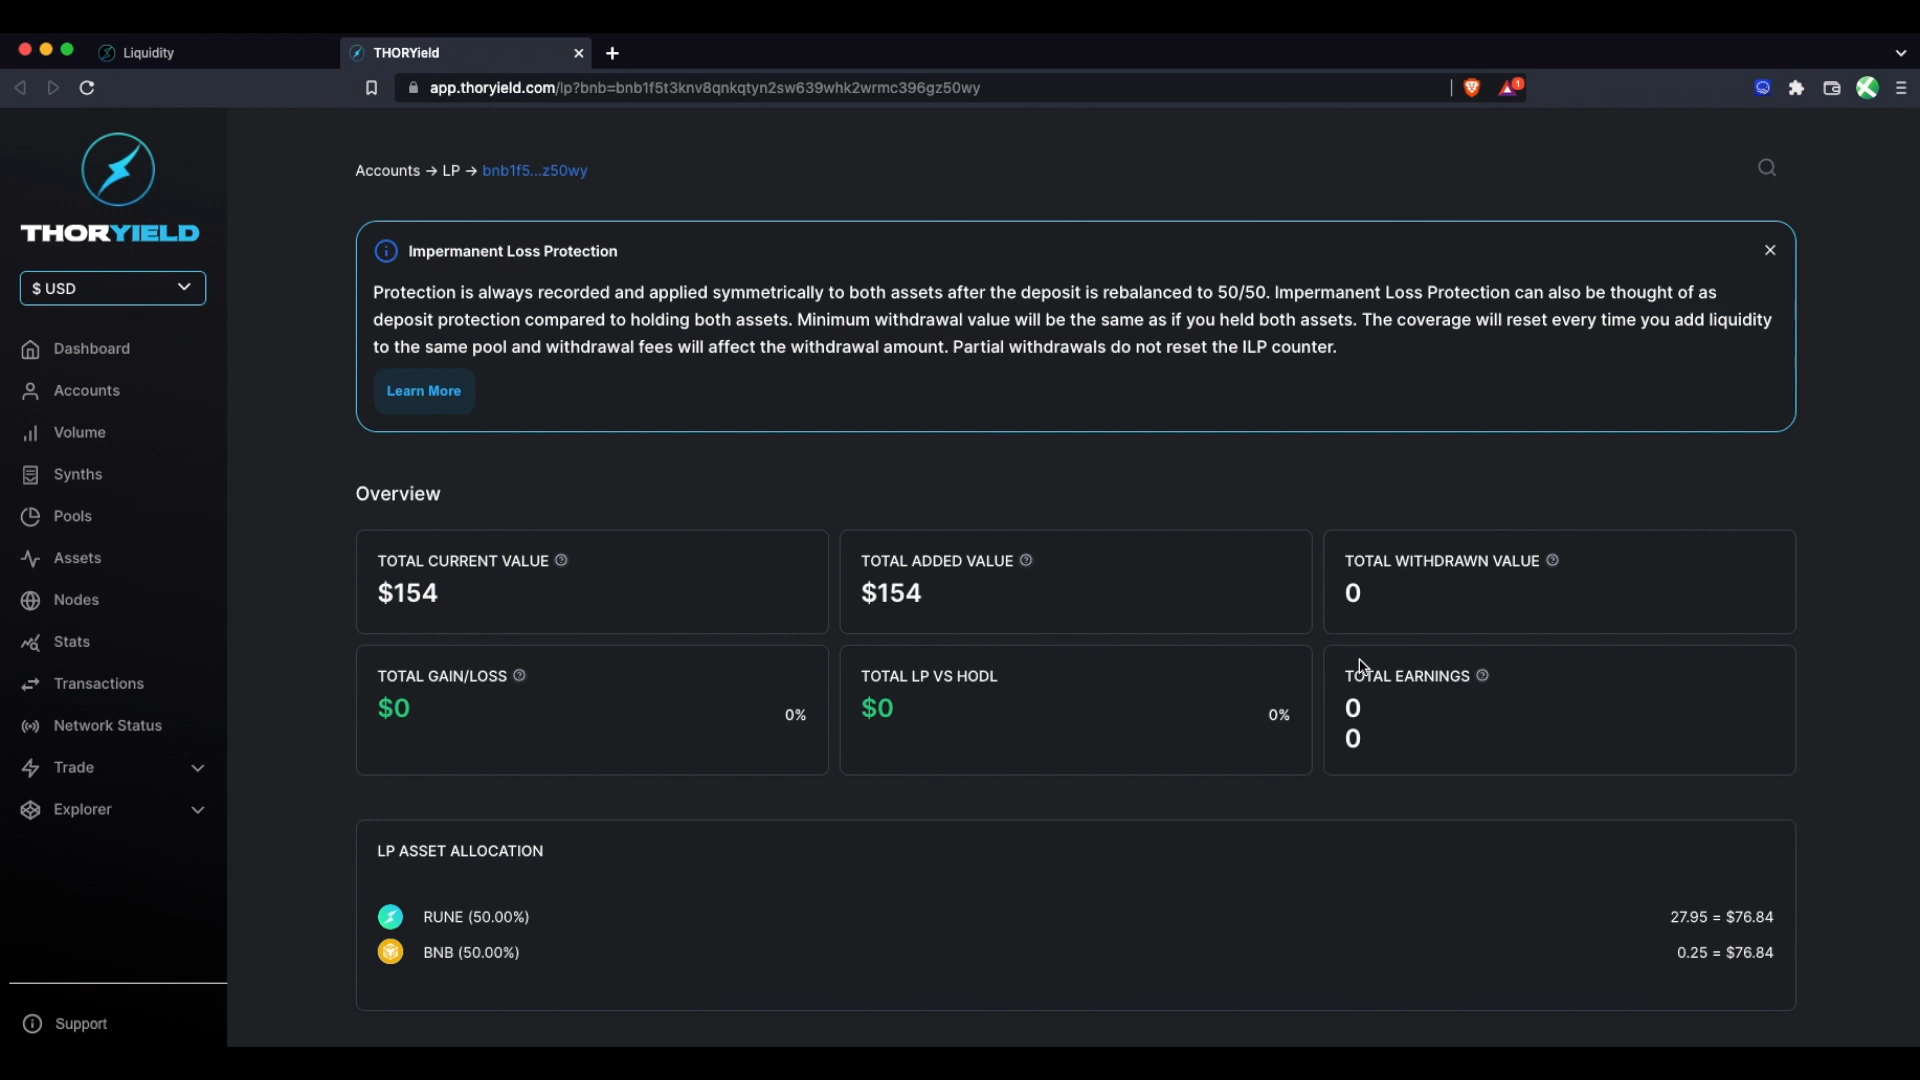 Liquidity
THORYield
app.thoryield.com/lp?bnb=bnb1f5t3knv8qnkqtyn2sw639whk2wrmc396gz50wy
1
THORYIELD
$ USD
Dashboard
Accounts
Volume
Synths
Pools
Assets
Nodes
Stats
Transactions
Network Status
Trade
Explorer
Support
Accounts → LP → bnb1f5...z50wy
Impermanent Loss Protection
Protection is always recorded and applied symmetrically to both assets after the deposit is rebalanced to 50/50. Impermanent Loss Protection can also be thought of as
deposit protection compared to holding both assets. Minimum withdrawal value will be the same as if you held both assets. The coverage will reset every time you add liquidity
to the same pool and withdrawal fees will affect the withdrawal amount. Partial withdrawals do not reset the ILP counter.
Learn More
Overview
TOTAL CURRENT VALUE
$154
TOTAL ADDED VALUE
$154
TOTAL WITHDRAWN VALUE
0
TOTAL GAIN/LOSS
$0
0%
TOTAL LP VS HODL
$0
0%
TOTAL EARNINGS
0
0
LP ASSET ALLOCATION
RUNE (50.00%) 27.95 = $76.84
BNB (50.00%) 0.25 = $76.84